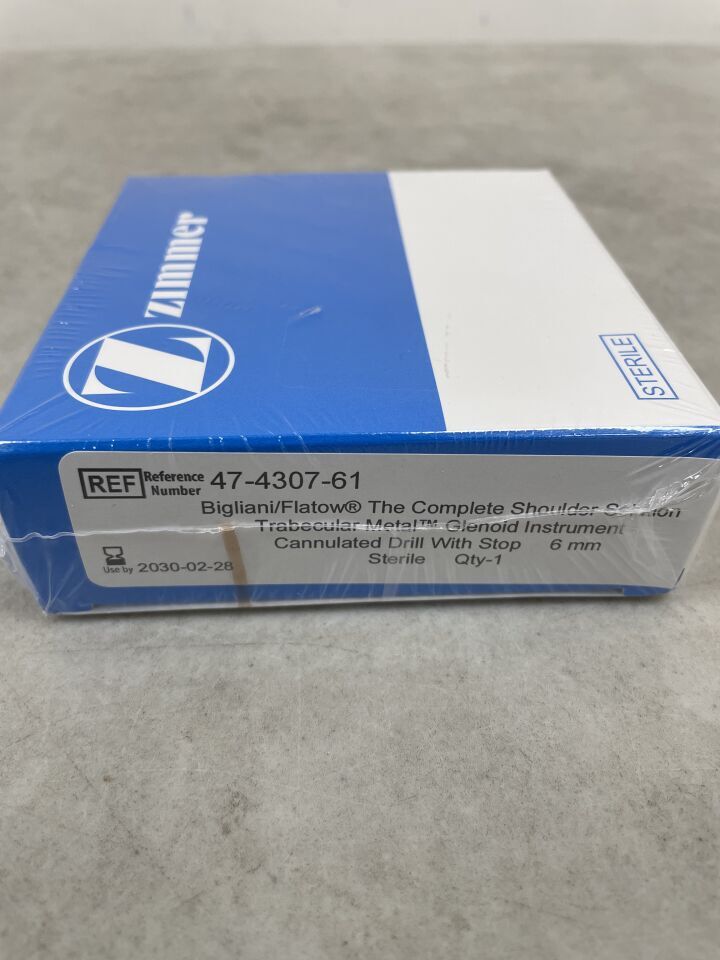 zimmer
Z
STERILE
REF Reference Number 47-4307-61
Bigliani/Flatow® The Complete Shoulder Solution
Trabecular Metal™ Glenoid Instrument
Cannulated Drill With Stop 6 mm
Use by 2030-02-28
Sterile Qty-1